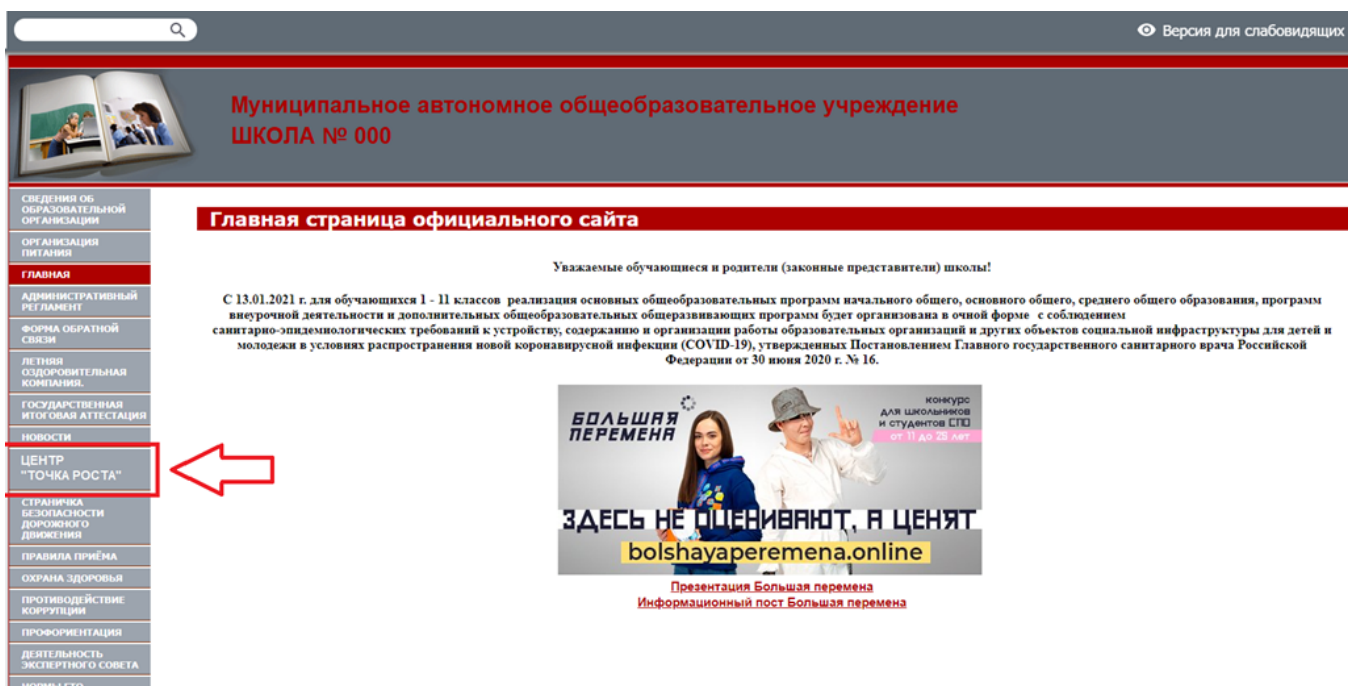 Версия для слабовидящих
Муниципальное автономное общеобразовательное учреждение
ШКОЛА № 000
СВЕДЕНИЯ ОБ
ОБРАЗОВАТЕЛЬНОЙ
ОРГАНИЗАЦИИ
ОРГАНИЗАЦИЯ
ПИТАНИЯ
ГЛАВНАЯ
АДМИНИСТРАТИВНЫЙ
РЕГЛАМЕНТ
ФОРМА ОБРАТНОЙ
СВЯЗИ
ЛЕТНЯЯ
ОЗДОРОВИТЕЛЬНАЯ
КОМПАНИЯ.
ГОСУДАРСТВЕННАЯ
ИТОГОВАЯ АТТЕСТАЦИЯ
НОВОСТИ
ЦЕНТР
"ТОЧКА РОСТА"
СТРАНИЧКА
БЕЗОПАСНОСТИ
ДОРОЖНОГО
ДВИЖЕНИЯ
ПРАВИЛА ПРИЁМА
ОХРАНА ЗДОРОВЬЯ
ПРОТИВОДЕЙСТВИЕ
КОРРУПЦИИ
ПРОФОРИЕНТАЦИЯ
ДЕЯТЕЛЬНОСТЬ
ЭКСПЕРТНОГО СОВЕТА
Главная страница официального сайта
Уважаемые обучающиеся и родители (законные представители) школы!
С 13.01.2021 г. для обучающихся 1 - 11 классов реализация основных общеобразовательных программ начального общего, основного общего, среднего общего образования, программ
внеурочной деятельности и дополнительных общеобразовательных общеразвивающих программ будет организована в очной форме с соблюдением
санитарно-эпидемиологических требований к устройству, содержанию и организации работы образовательных организаций и других объектов социальной инфраструктуры для детей и
молодежи в условиях распространения новой коронавирусной инфекции (COVID-19), утвержденных Постановлением Главного государственного санитарного врача Российской
Федерации от 30 июня 2020 г. № 16.
БОЛЬШАЯ
ПЕРЕМЕНА
конкурс
для школьников
и студентов СПО
от 11 до 25 лет
ЗДЕСЬ НЕ ОЦЕНИВАЮТ, А ЦЕНЯТ
bolshayaperemena.online
Презентация Большая перемена
Информационный пост Большая перемена